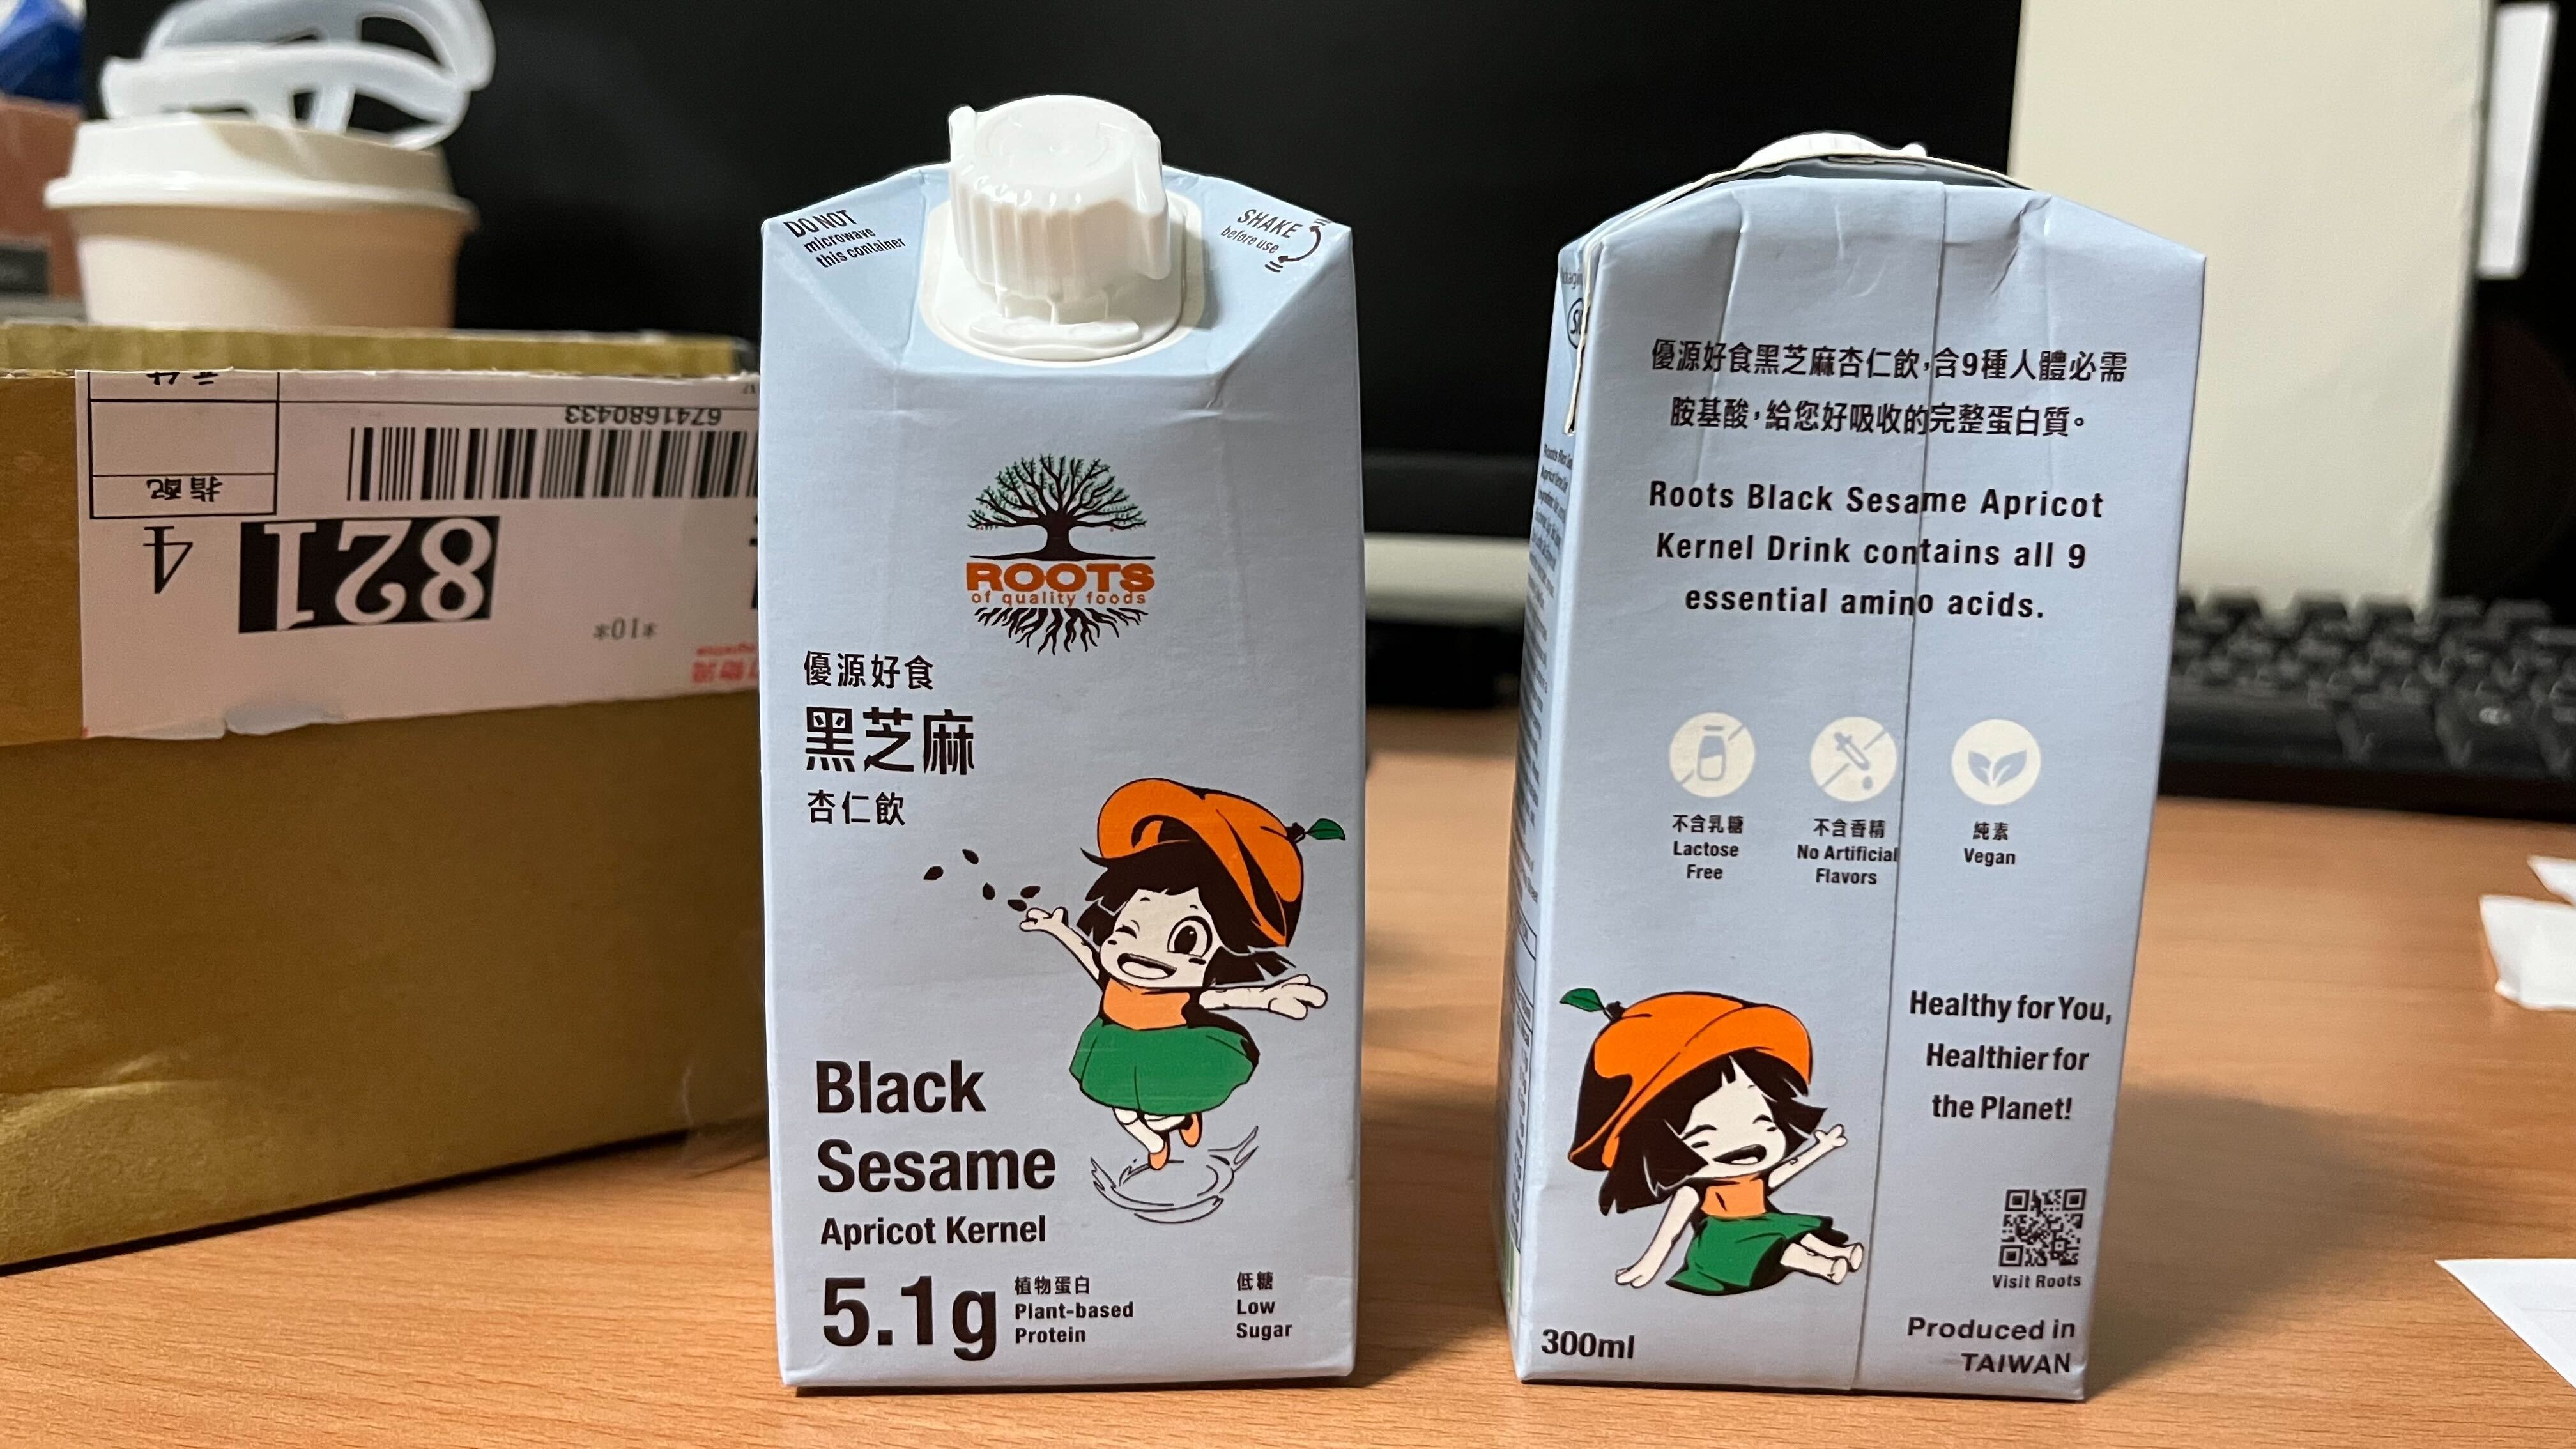 6741680433
指配
4
821
*10*
DO NOT
microwave
this container
SHAKE
before use
ROOTS
of quality foods
優源好食
黑芝麻
杏仁飲
Black
Sesame
Apricot Kernel
5.1g
植物蛋白
Plant-based
Protein
低糖
Low
Sugar
優源好食黑芝麻杏仁飲，含9種人體必需
胺基酸，給您好吸收的完整蛋白質。
Roots Black Sesame Apricot
Kernel Drink contains all 9
essential amino acids.
不含乳糖
Lactose
Free
不含香精
No Artificial
Flavors
純素
Vegan
Healthy for You,
Healthier for
the Planet!
Visit Roots
300ml
Produced in
TAIWAN